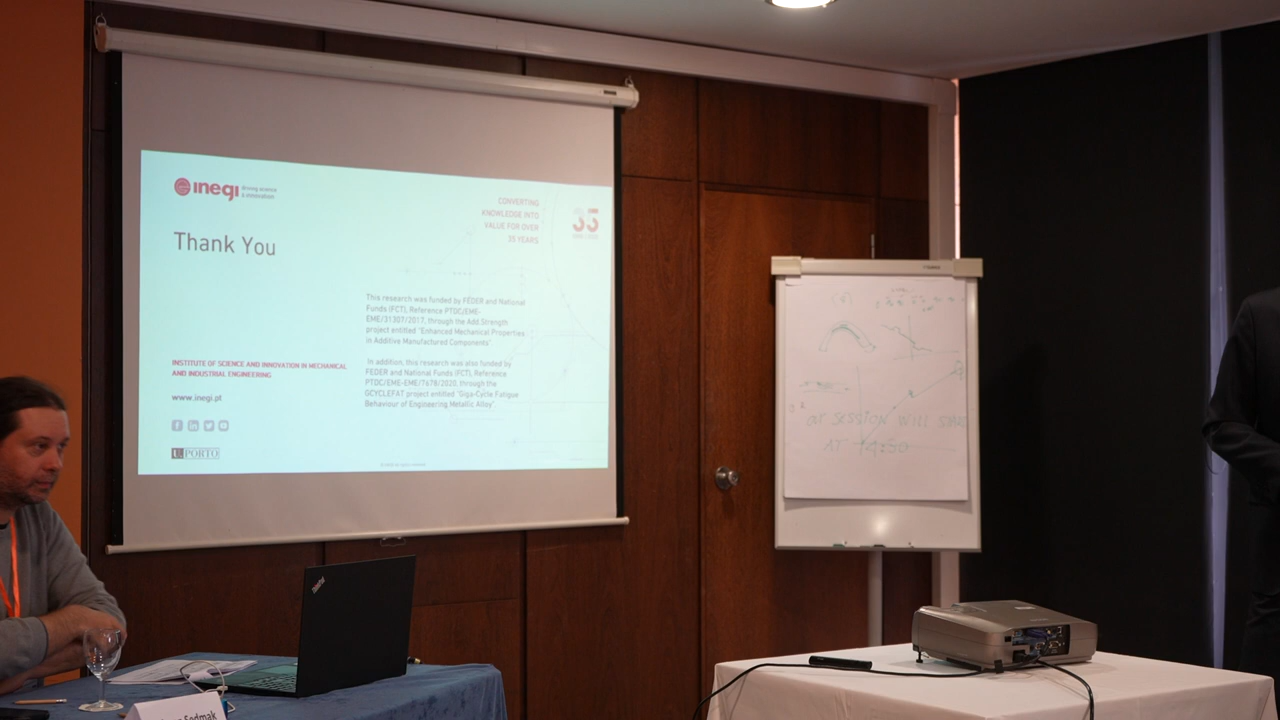 inegi driving science
& innovation
CONVERTING
KNOWLEDGE INTO
VALUE FOR OVER
35 YEARS
35
Thank You
This research was funded by FEDER and National
Funds (FCT), Reference PTDC/EME-
EME/31307/2017, through the Add.Strength
project entitled "Enhanced Mechanical Properties
in Additive Manufactured Components".
In addition, this research was also funded by
FEDER and National Funds (FCT), Reference
PTDC/EME-EME/7678/2020, through the
GCYCLEFAT project entitled "Giga-Cycle Fatigue
Behaviour of Engineering Metallic Alloy".
INSTITUTE OF SCIENCE AND INNOVATION IN MECHANICAL
AND INDUSTRIAL ENGINEERING
www.inegi.pt
U.PORTO
SESSION WILL
AT 14:50
ThinkPad
Sedmak